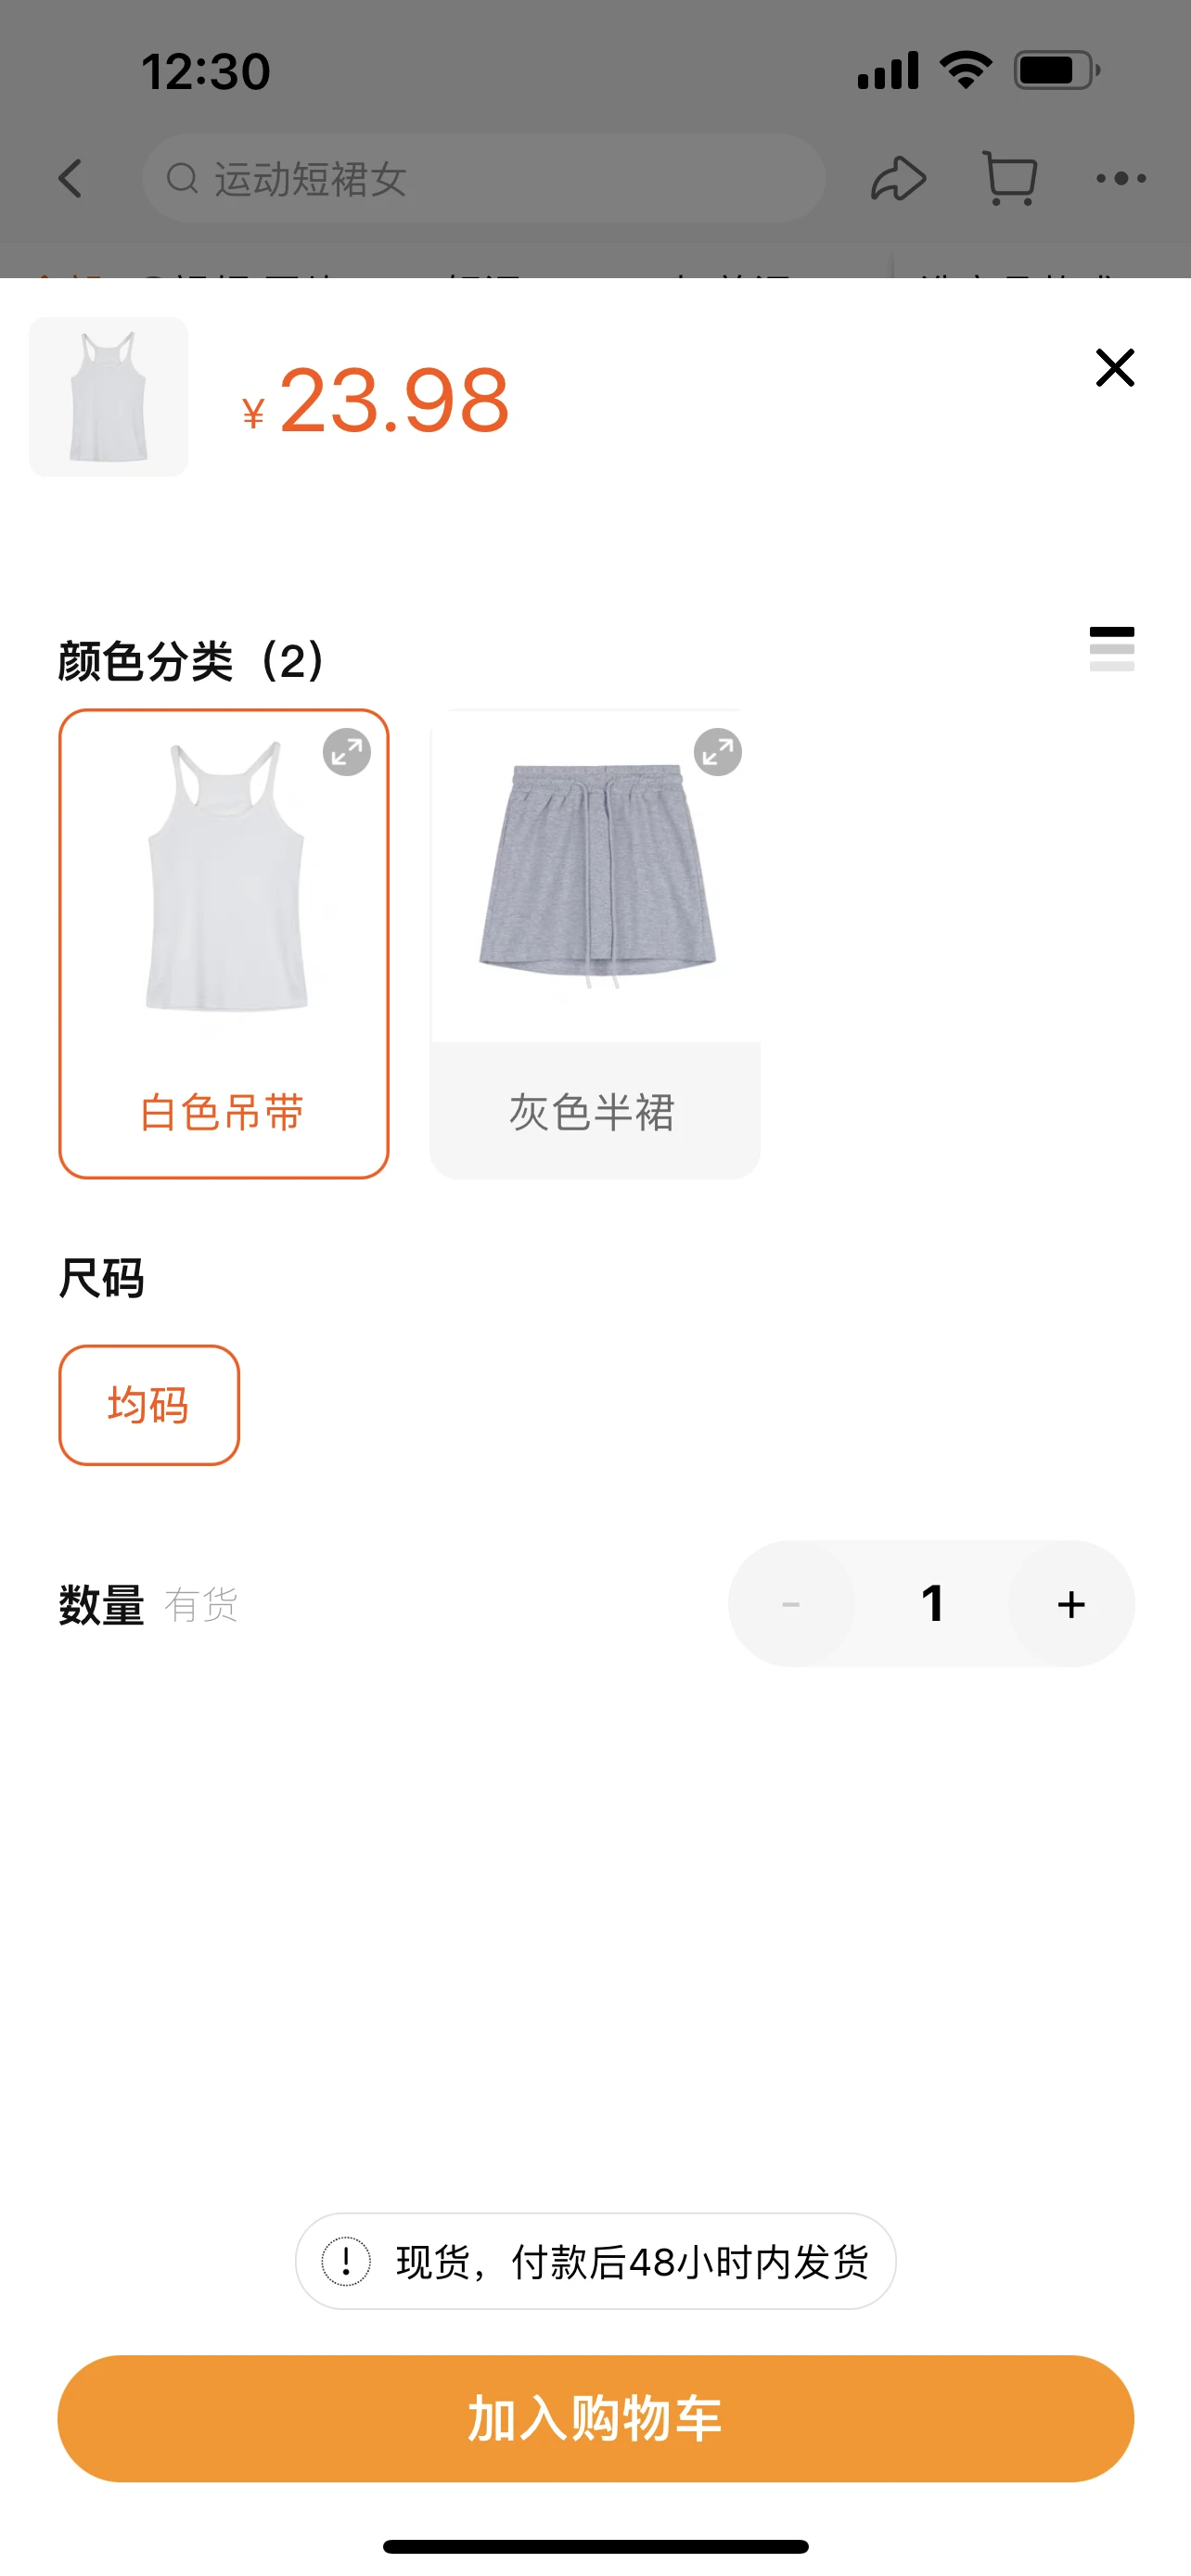 12:30
运动短裙女
¥23.98
颜色分类（2）
白色吊带
灰色半裙
尺码
均码
数量 有货
- 1 +
现货，付款后48小时内发货
加入购物车